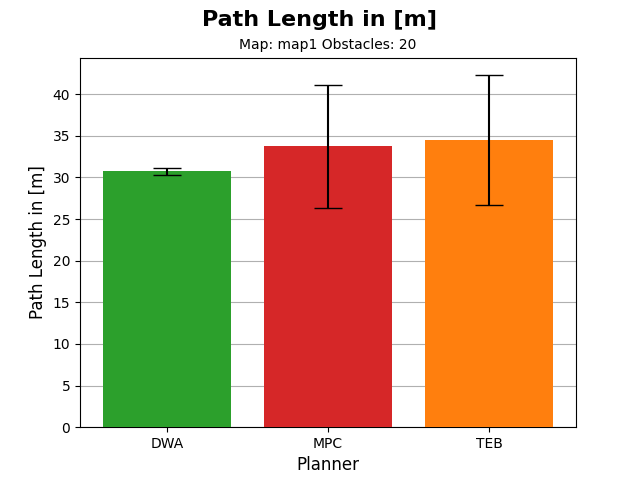 Path Length in [m]
Map: map1 Obstacles: 20
Path Length in [m]
40
35
30
25
20
15
10
5
0
DWA
MPC
TEB
Planner